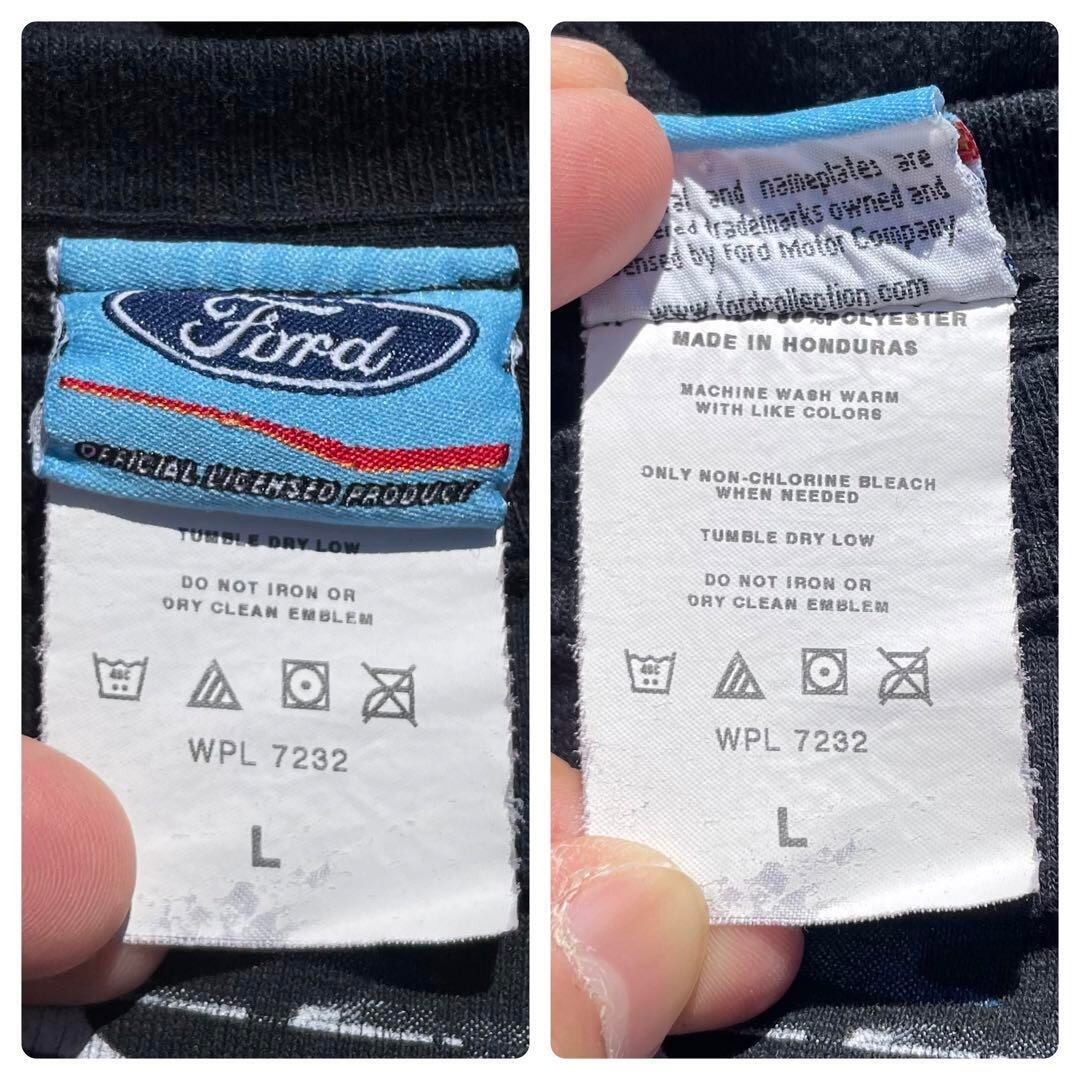 Ford
OFFICIAL LICENSED PRODUCT
TUMBLE DRY LOW
DO NOT IRON OR
DRY CLEAN EMBLEM
WPL 7232
L
and nameplates are
trademarks owned and
by Ford Motor Company.
www.fordcollection.com
POLYESTER
MADE IN HONDURAS
MACHINE WASH WARM
WITH LIKE COLORS
ONLY NON-CHLORINE BLEACH
WHEN NEEDED
TUMBLE DRY LOW
DO NOT IRON OR
DRY CLEAN EMBLEM
WPL 7232
L